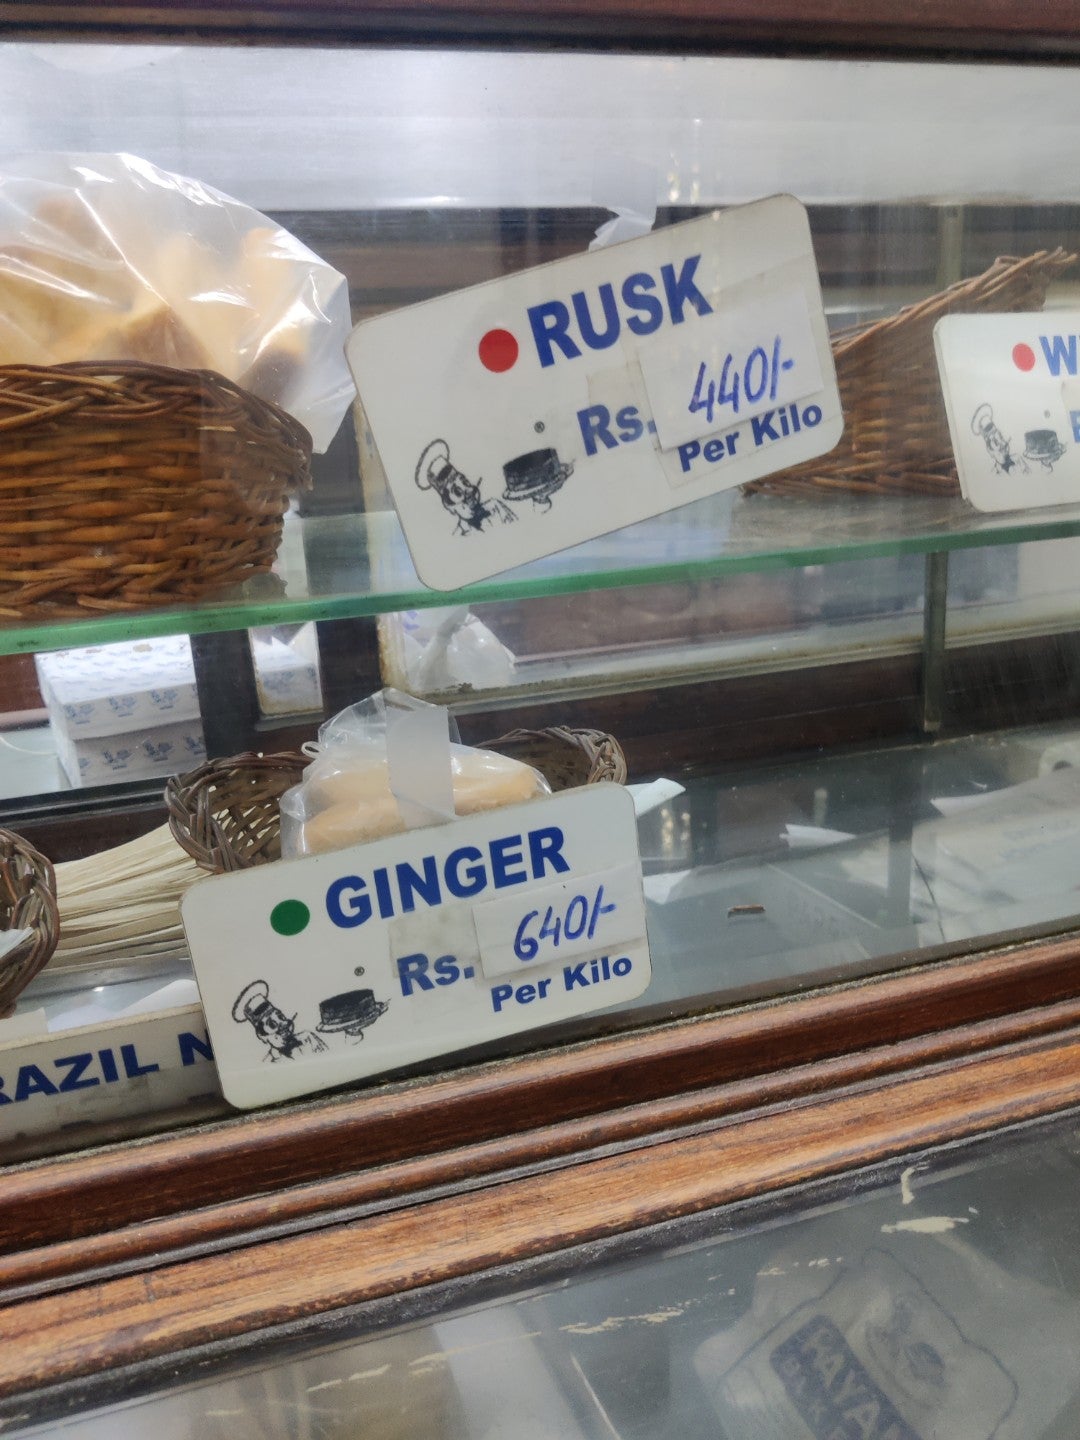 RUSK
Rs. 440/-
Per Kilo
GINGER
Rs. 640/-
Per Kilo
RAZIL N